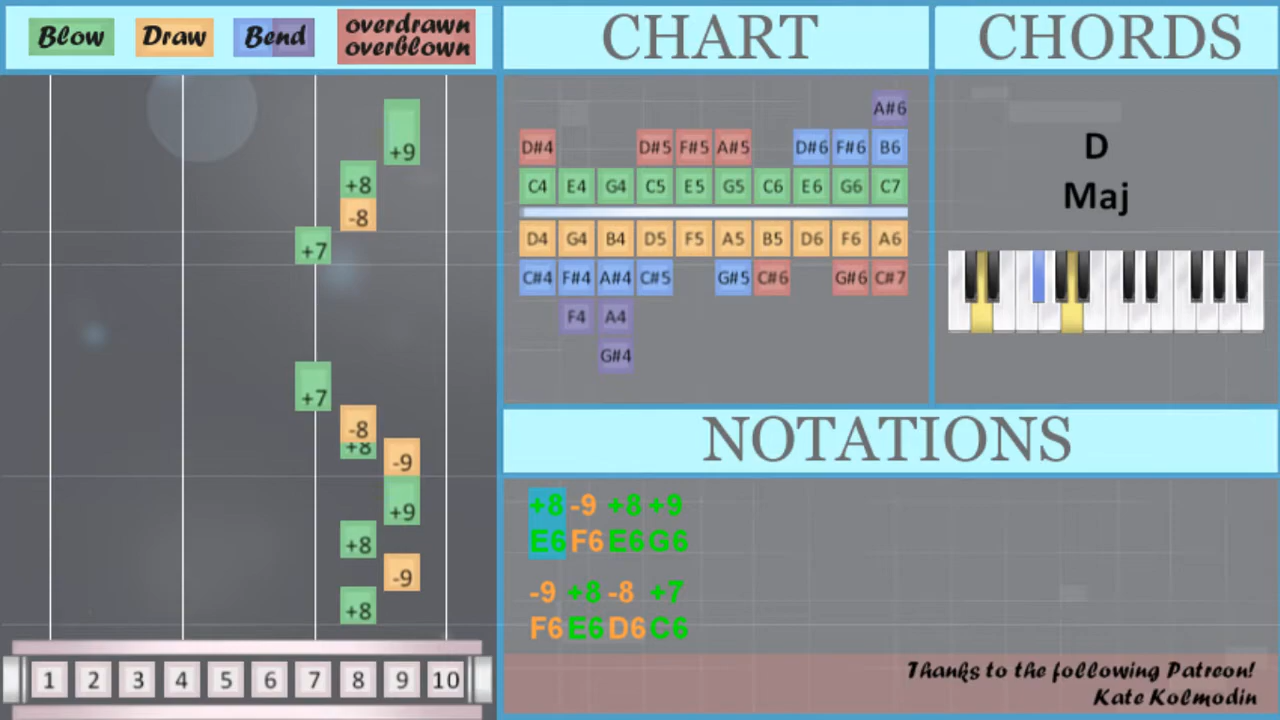 Blow Draw Bend overdrawn
overblown
CHART
CHORDS
+9
+8
-8
+7
+7
-8
+8
-9
+9
+8
-9
+8
1 2 3 4 5 6 7 8 9 10
A#6
D#4 D#5 F#5 A#5 D#6 F#6 B6
C4 E4 G4 C5 E5 G5 C6 E6 G6 C7
D4 G4 B4 D5 F5 A5 B5 D6 F6 A6
C#4 F#4 A#4 C#5 G#5 C#6 G#6 C#7
F4 A4
G#4
D
Maj
NOTATIONS
+8 -9 +8 +9
E6 F6 E6 G6
-9 +8 -8 +7
F6 E6 D6 C6
Thanks to the following Patreon!
Kate Kolmodin